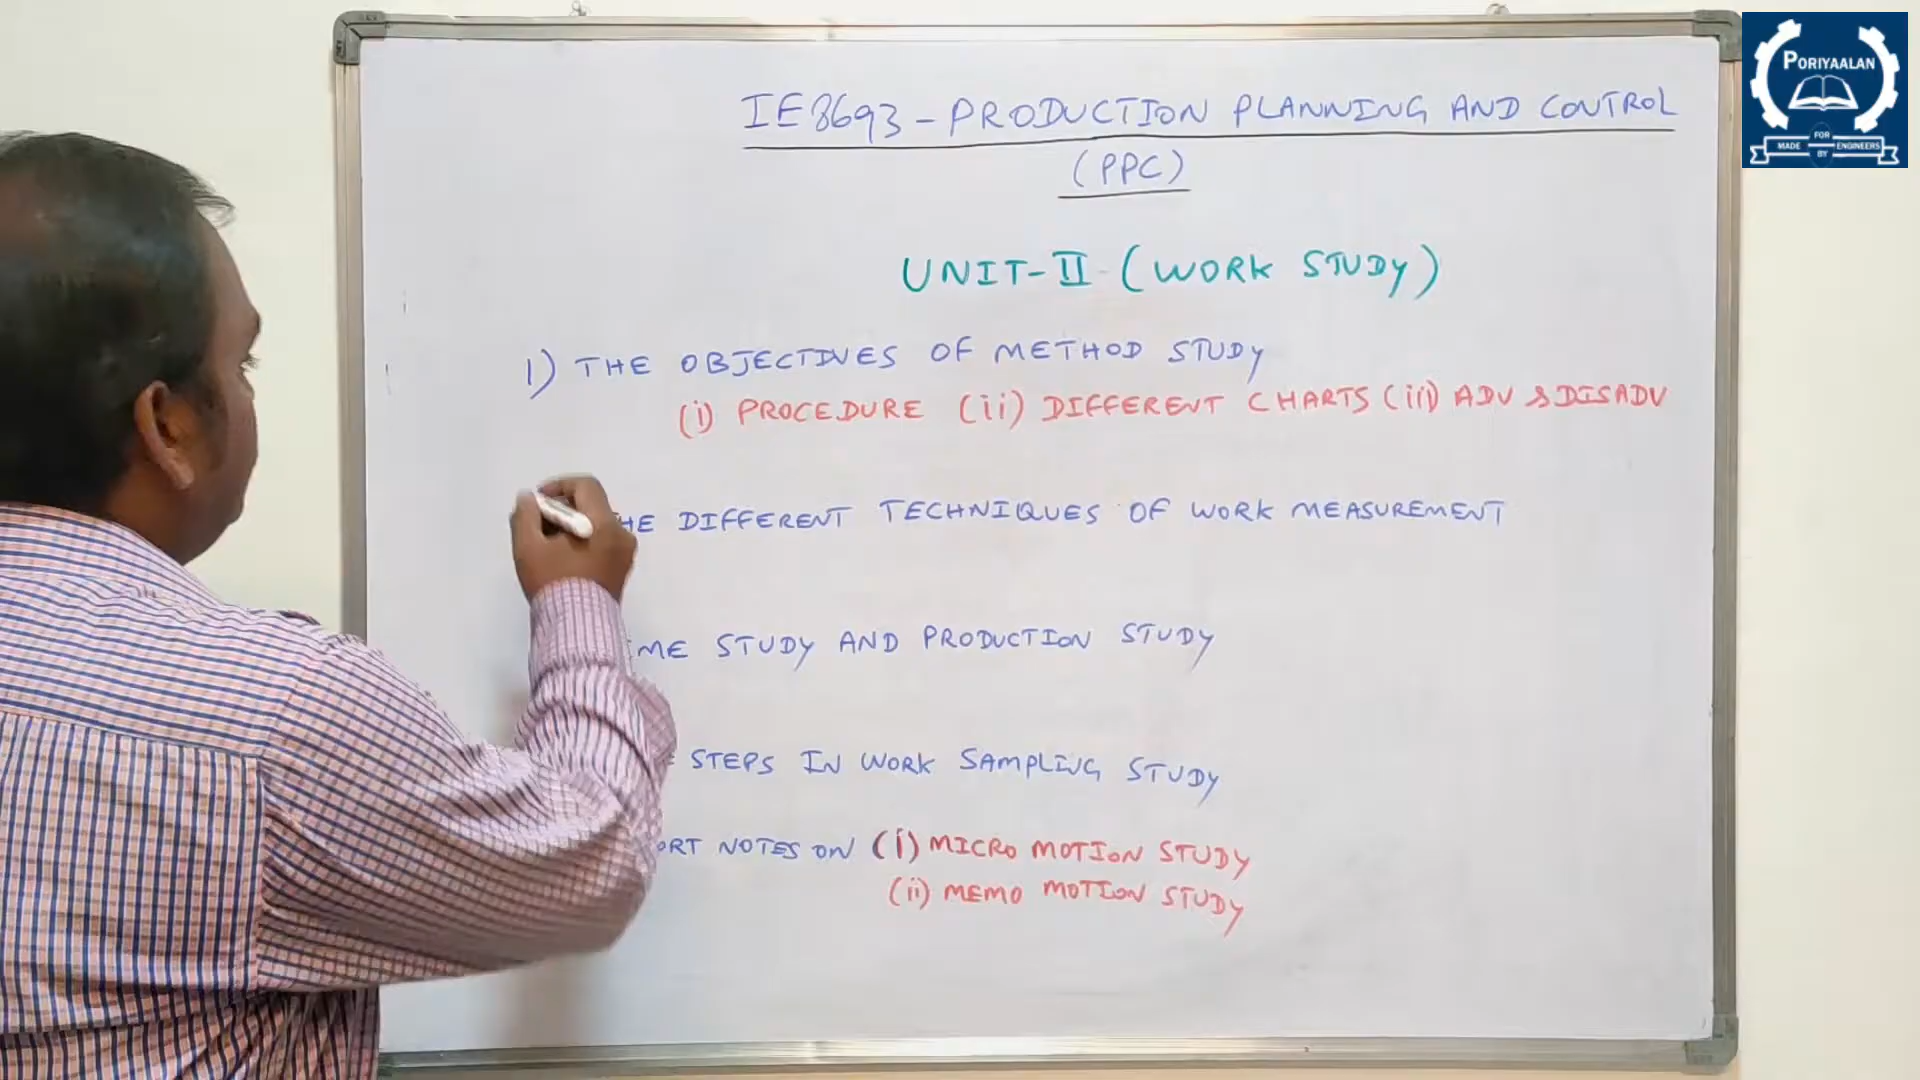 IE8693 - PRODUCTION PLANNING AND CONTROL
(PPC)
UNIT-II (WORK STUDY)
1) THE OBJECTIVES OF METHOD STUDY
(i) PROCEDURE (ii) DIFFERENT CHARTS (iii) ADV & DISADV
HE DIFFERENT TECHNIQUES OF WORK MEASUREMENT
ME STUDY AND PRODUCTION STUDY
STEPS IN WORK SAMPLING STUDY
ORT NOTES ON (i) MICRO MOTION STUDY
(ii) MEMO MOTION STUDY
PORIYAALAN
MADE FOR BY ENGINEERS